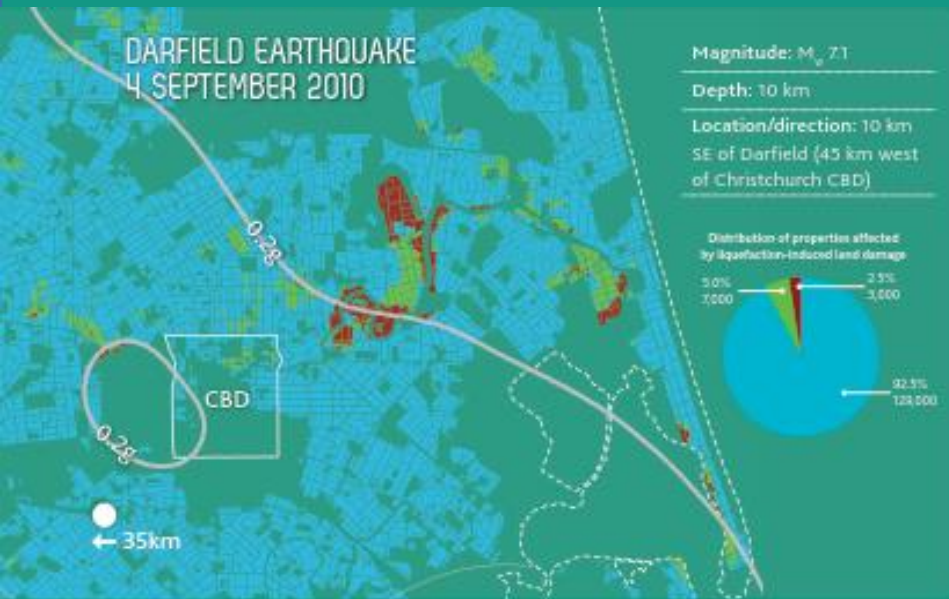 DARFIELD EARTHQUAKE
4 SEPTEMBER 2010
Magnitude: Mw 7.1
Depth: 10 km
Location/direction: 10 km
SE of Darfield (45 km west
of Christchurch CBD)
Distribution of properties affected
by liquefaction-induced land damage
5.0%
7,000
2.5%
3,000
92.5%
129,000
0.2g
CBD
0.2g
35km